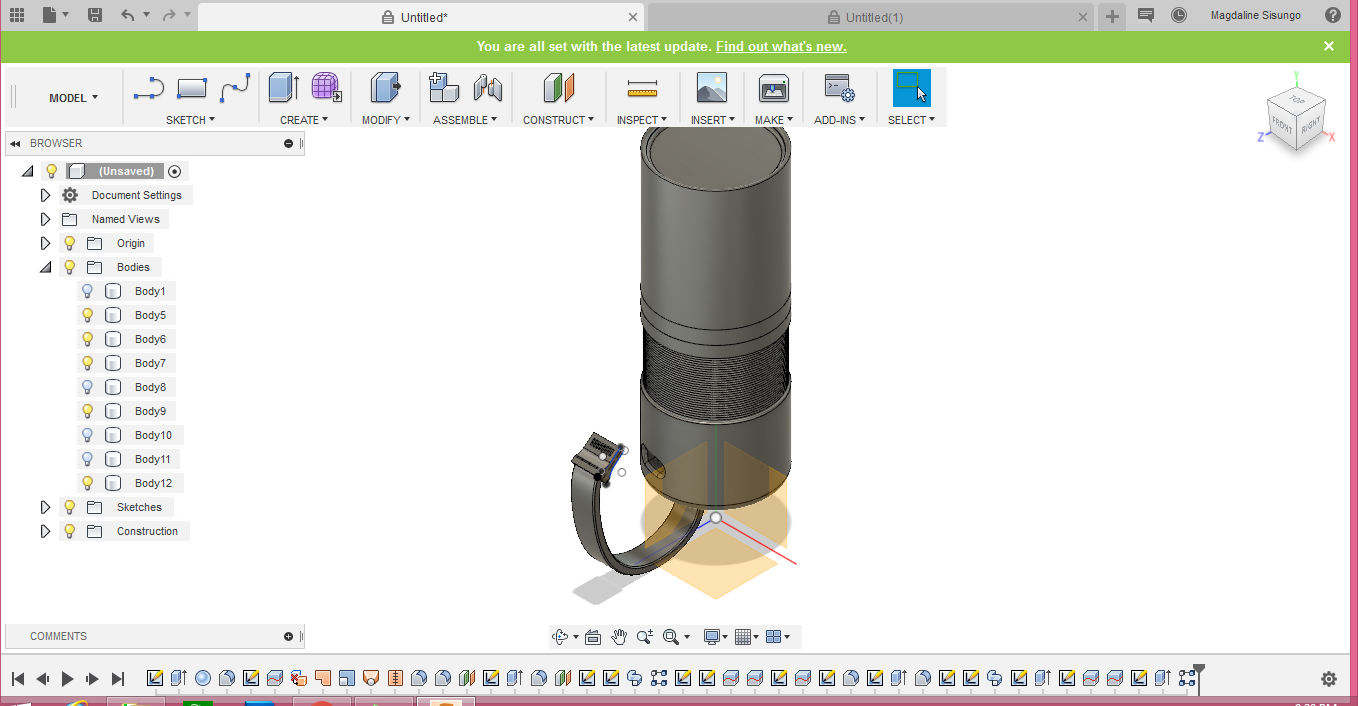 Untitled*
Untitled(1)
Magdaline Sisungo
You are all set with the latest update. Find out what's new.
MODEL
SKETCH
CREATE
MODIFY
ASSEMBLE
CONSTRUCT
INSPECT
INSERT
MAKE
ADD-INS
SELECT
Y
TOP
FRONT
RIGHT
Z
X
BROWSER
(Unsaved)
Document Settings
Named Views
Origin
Bodies
Body1
Body5
Body6
Body7
Body8
Body9
Body10
Body11
Body12
Sketches
Construction
COMMENTS